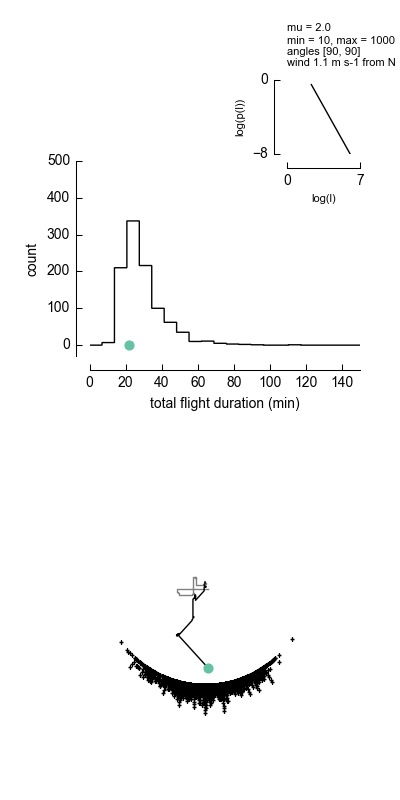 mu = 2.0
min = 10, max = 1000
angles [90, 90]
wind 1.1 m s-1 from N
0
log(p(l))
−8
0 7
log(l)
500
400
300
count
200
100
0
0 20 40 60 80 100 120 140
total flight duration (min)